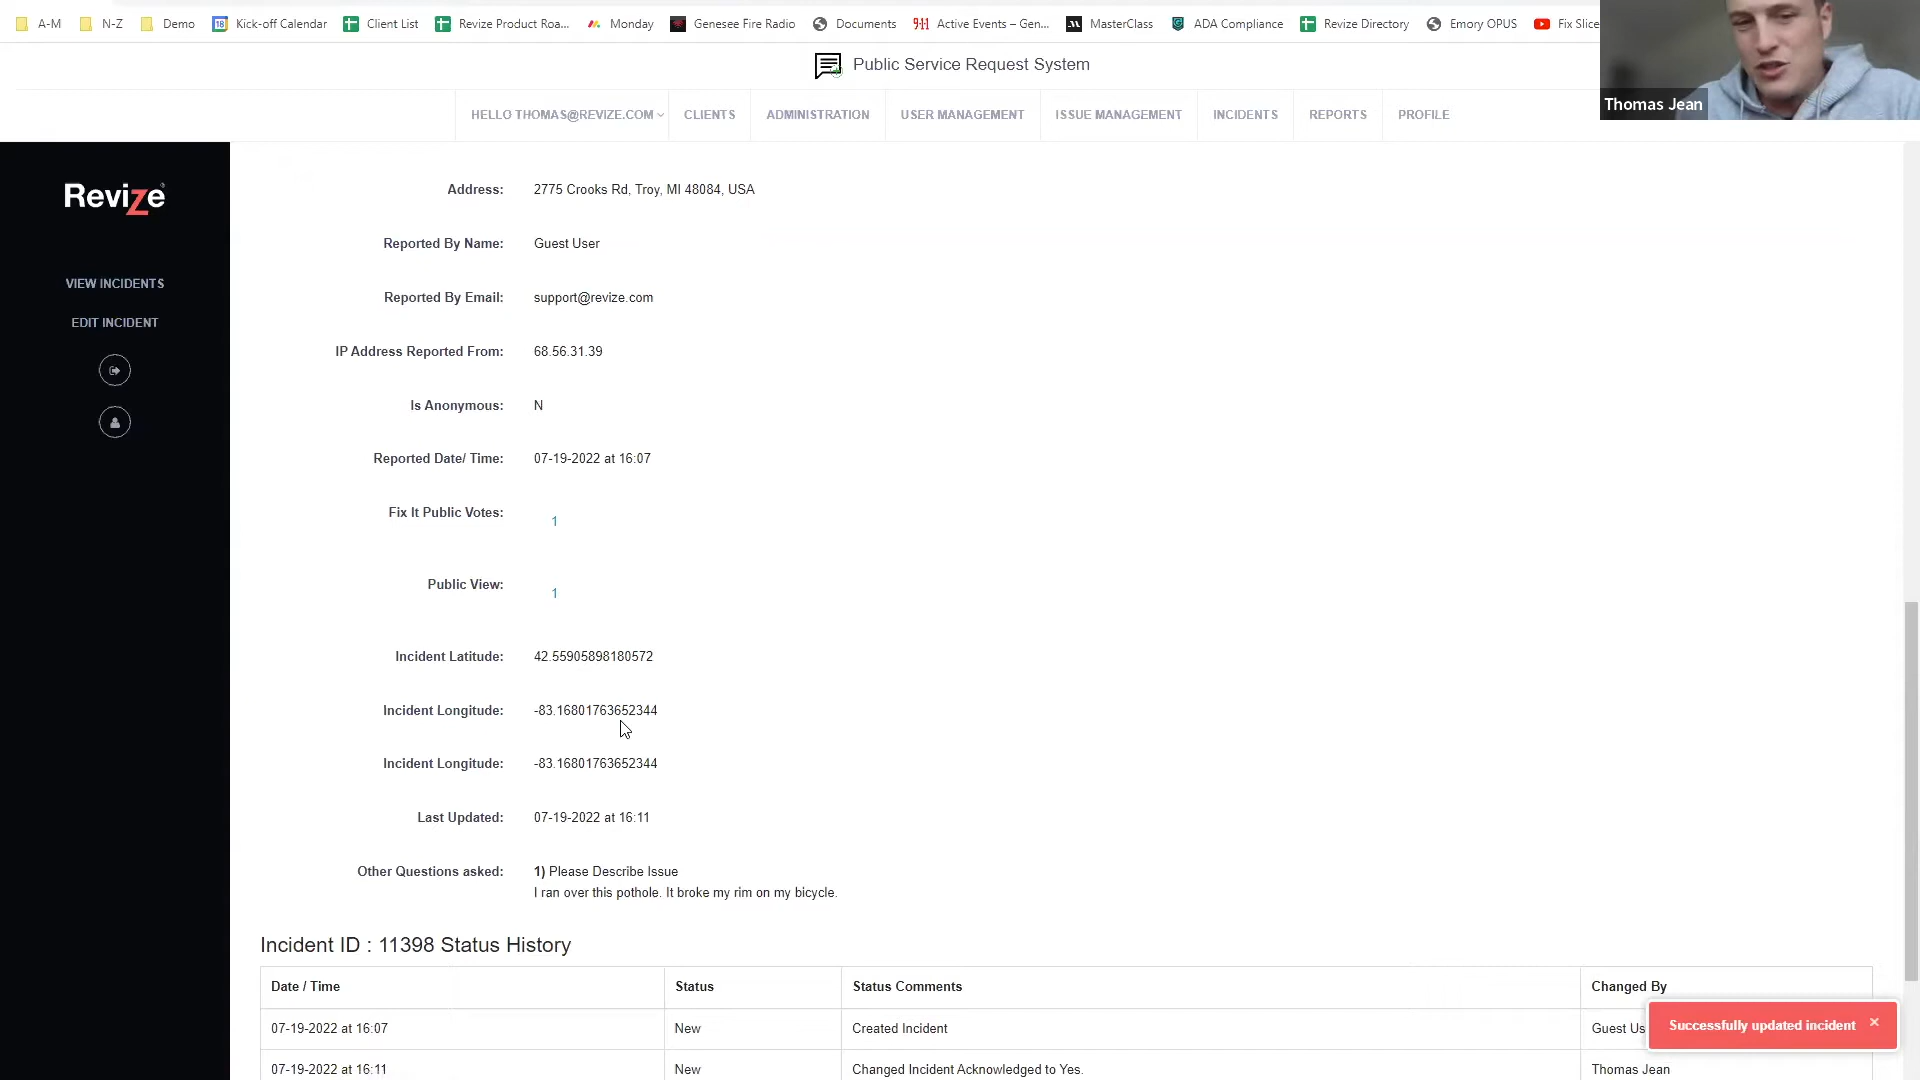 A-M N-Z Demo Kick-off Calendar Client List Revize Product Roa... Monday Genesee Fire Radio Documents 911 Active Events – Gen... MasterClass ADA Compliance Revize Directory Emory OPUS Fix Slice
Public Service Request System
Thomas Jean
HELLO THOMAS@REVIZE.COM CLIENTS ADMINISTRATION USER MANAGEMENT ISSUE MANAGEMENT INCIDENTS REPORTS PROFILE
Revize
VIEW INCIDENTS
EDIT INCIDENT
Address: 2775 Crooks Rd, Troy, MI 48084, USA
Reported By Name: Guest User
Reported By Email: support@revize.com
IP Address Reported From: 68.56.31.39
Is Anonymous: N
Reported Date/ Time: 07-19-2022 at 16:07
Fix It Public Votes: 1
Public View: 1
Incident Latitude: 42.55905898180572
Incident Longitude: -83.16801763652344
Incident Longitude: -83.16801763652344
Last Updated: 07-19-2022 at 16:11
Other Questions asked: 1) Please Describe Issue
I ran over this pothole. It broke my rim on my bicycle.
Incident ID : 11398 Status History
Date / Time Status Status Comments Changed By
07-19-2022 at 16:07 New Created Incident Guest Us
Successfully updated incident ×
07-19-2022 at 16:11 New Changed Incident Acknowledged to Yes. Thomas Jean